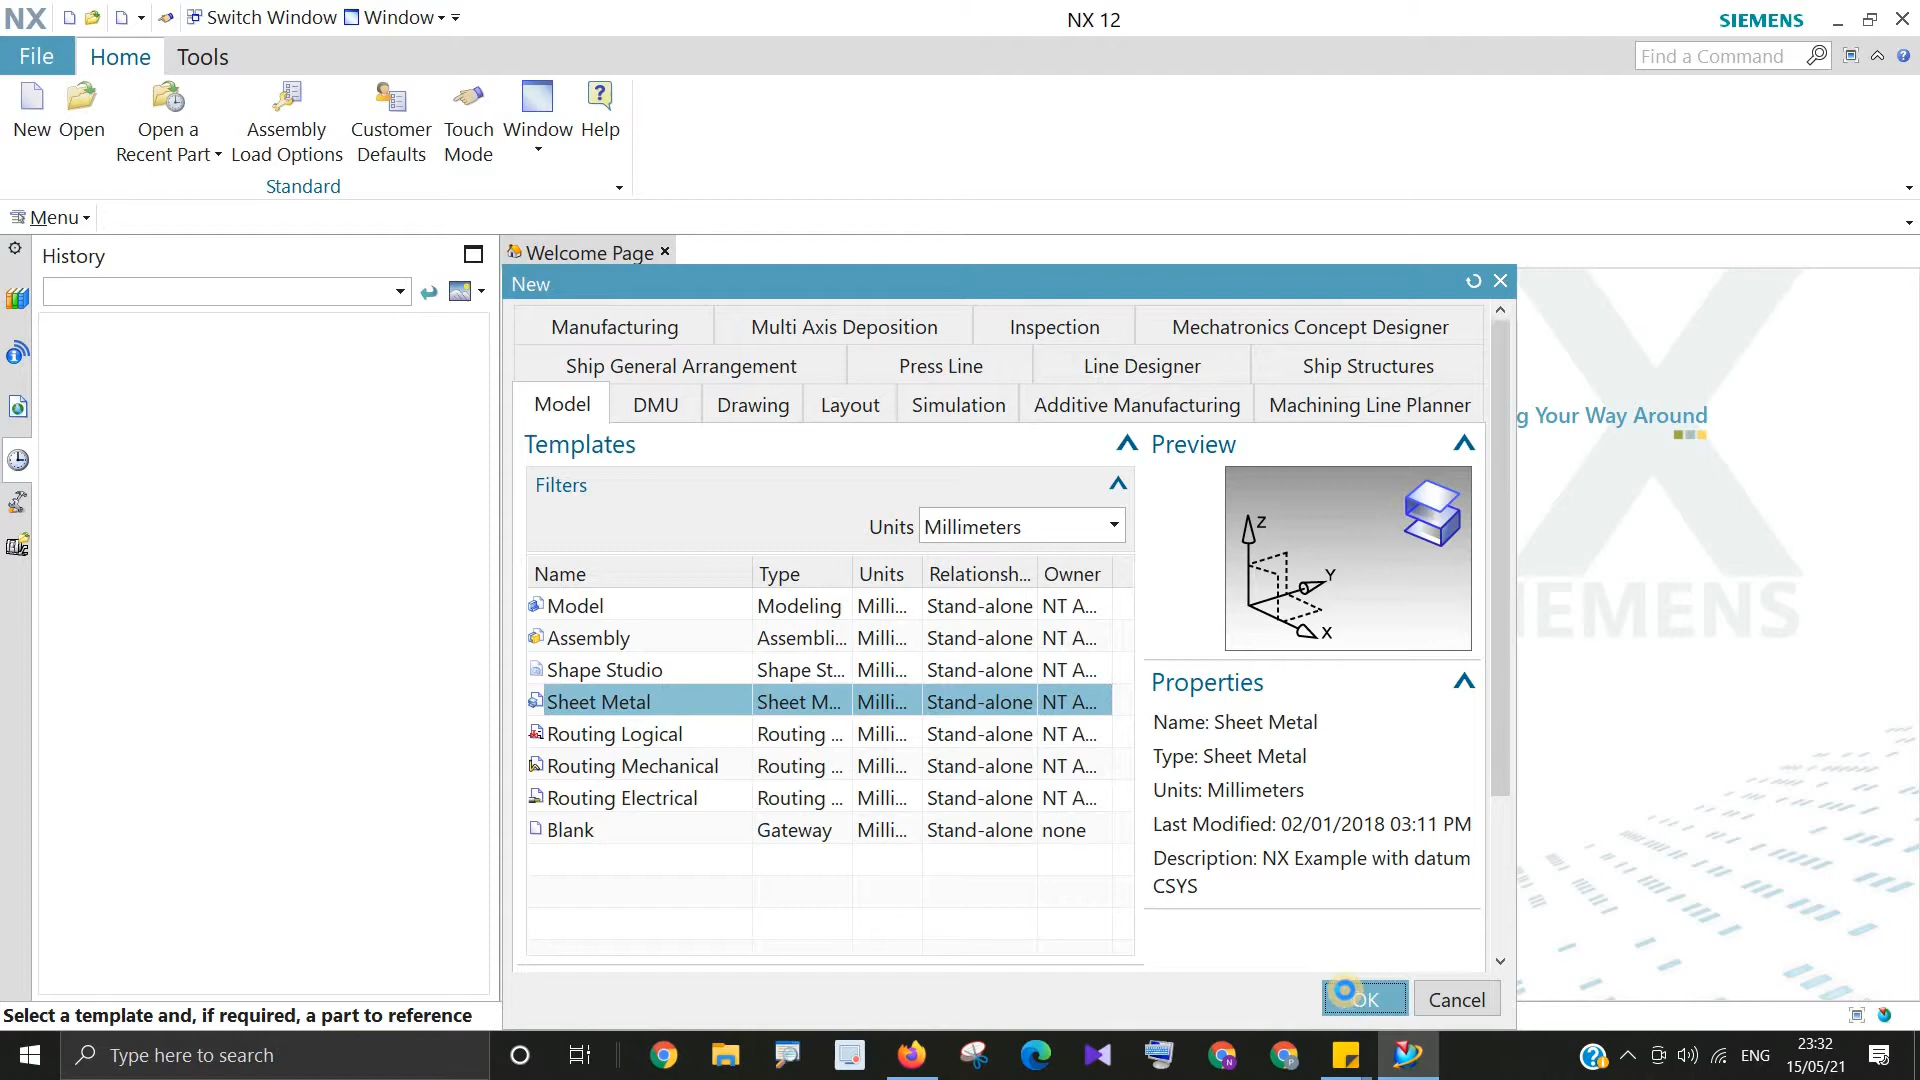 NX Switch Window Window NX 12 SIEMENS
File Home Tools Find a Command
New Open Open a Recent Part Assembly Load Options Customer Defaults Touch Mode Window Help
Standard
Menu
History Welcome Page
New
Manufacturing Multi Axis Deposition Inspection Mechatronics Concept Designer
Ship General Arrangement Press Line Line Designer Ship Structures
Model DMU Drawing Layout Simulation Additive Manufacturing Machining Line Planner
g Your Way Around
Templates Preview
Filters
Units Millimeters
Z
Y
X
Name Type Units Relationsh... Owner
Model Modeling Milli... Stand-alone NT A...
Assembly Assembli... Milli... Stand-alone NT A...
Shape Studio Shape St... Milli... Stand-alone NT A...
Sheet Metal Sheet M... Milli... Stand-alone NT A...
Routing Logical Routing ... Milli... Stand-alone NT A...
Routing Mechanical Routing ... Milli... Stand-alone NT A...
Routing Electrical Routing ... Milli... Stand-alone NT A...
Blank Gateway Milli... Stand-alone none
Properties
Name: Sheet Metal
Type: Sheet Metal
Units: Millimeters
Last Modified: 02/01/2018 03:11 PM
Description: NX Example with datum
CSYS
X
IEMENS
OK Cancel
Select a template and, if required, a part to reference
Type here to search ENG 23:32
15/05/21